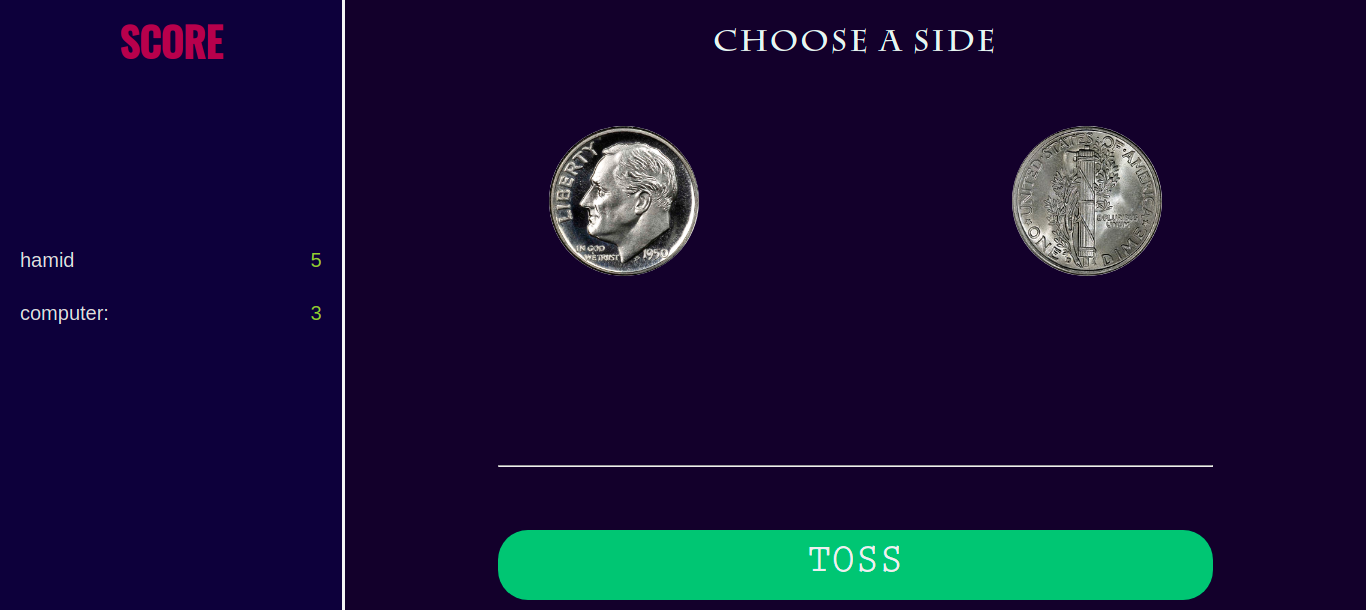 SCORE
hamid 5
computer: 3
CHOOSE A SIDE
LIBERTY
IN GOD
WE TRUST
1950
UNITED·STATES·OF·AMERICA
E PLURIBUS
UNUM
ONE DIME
TOSS